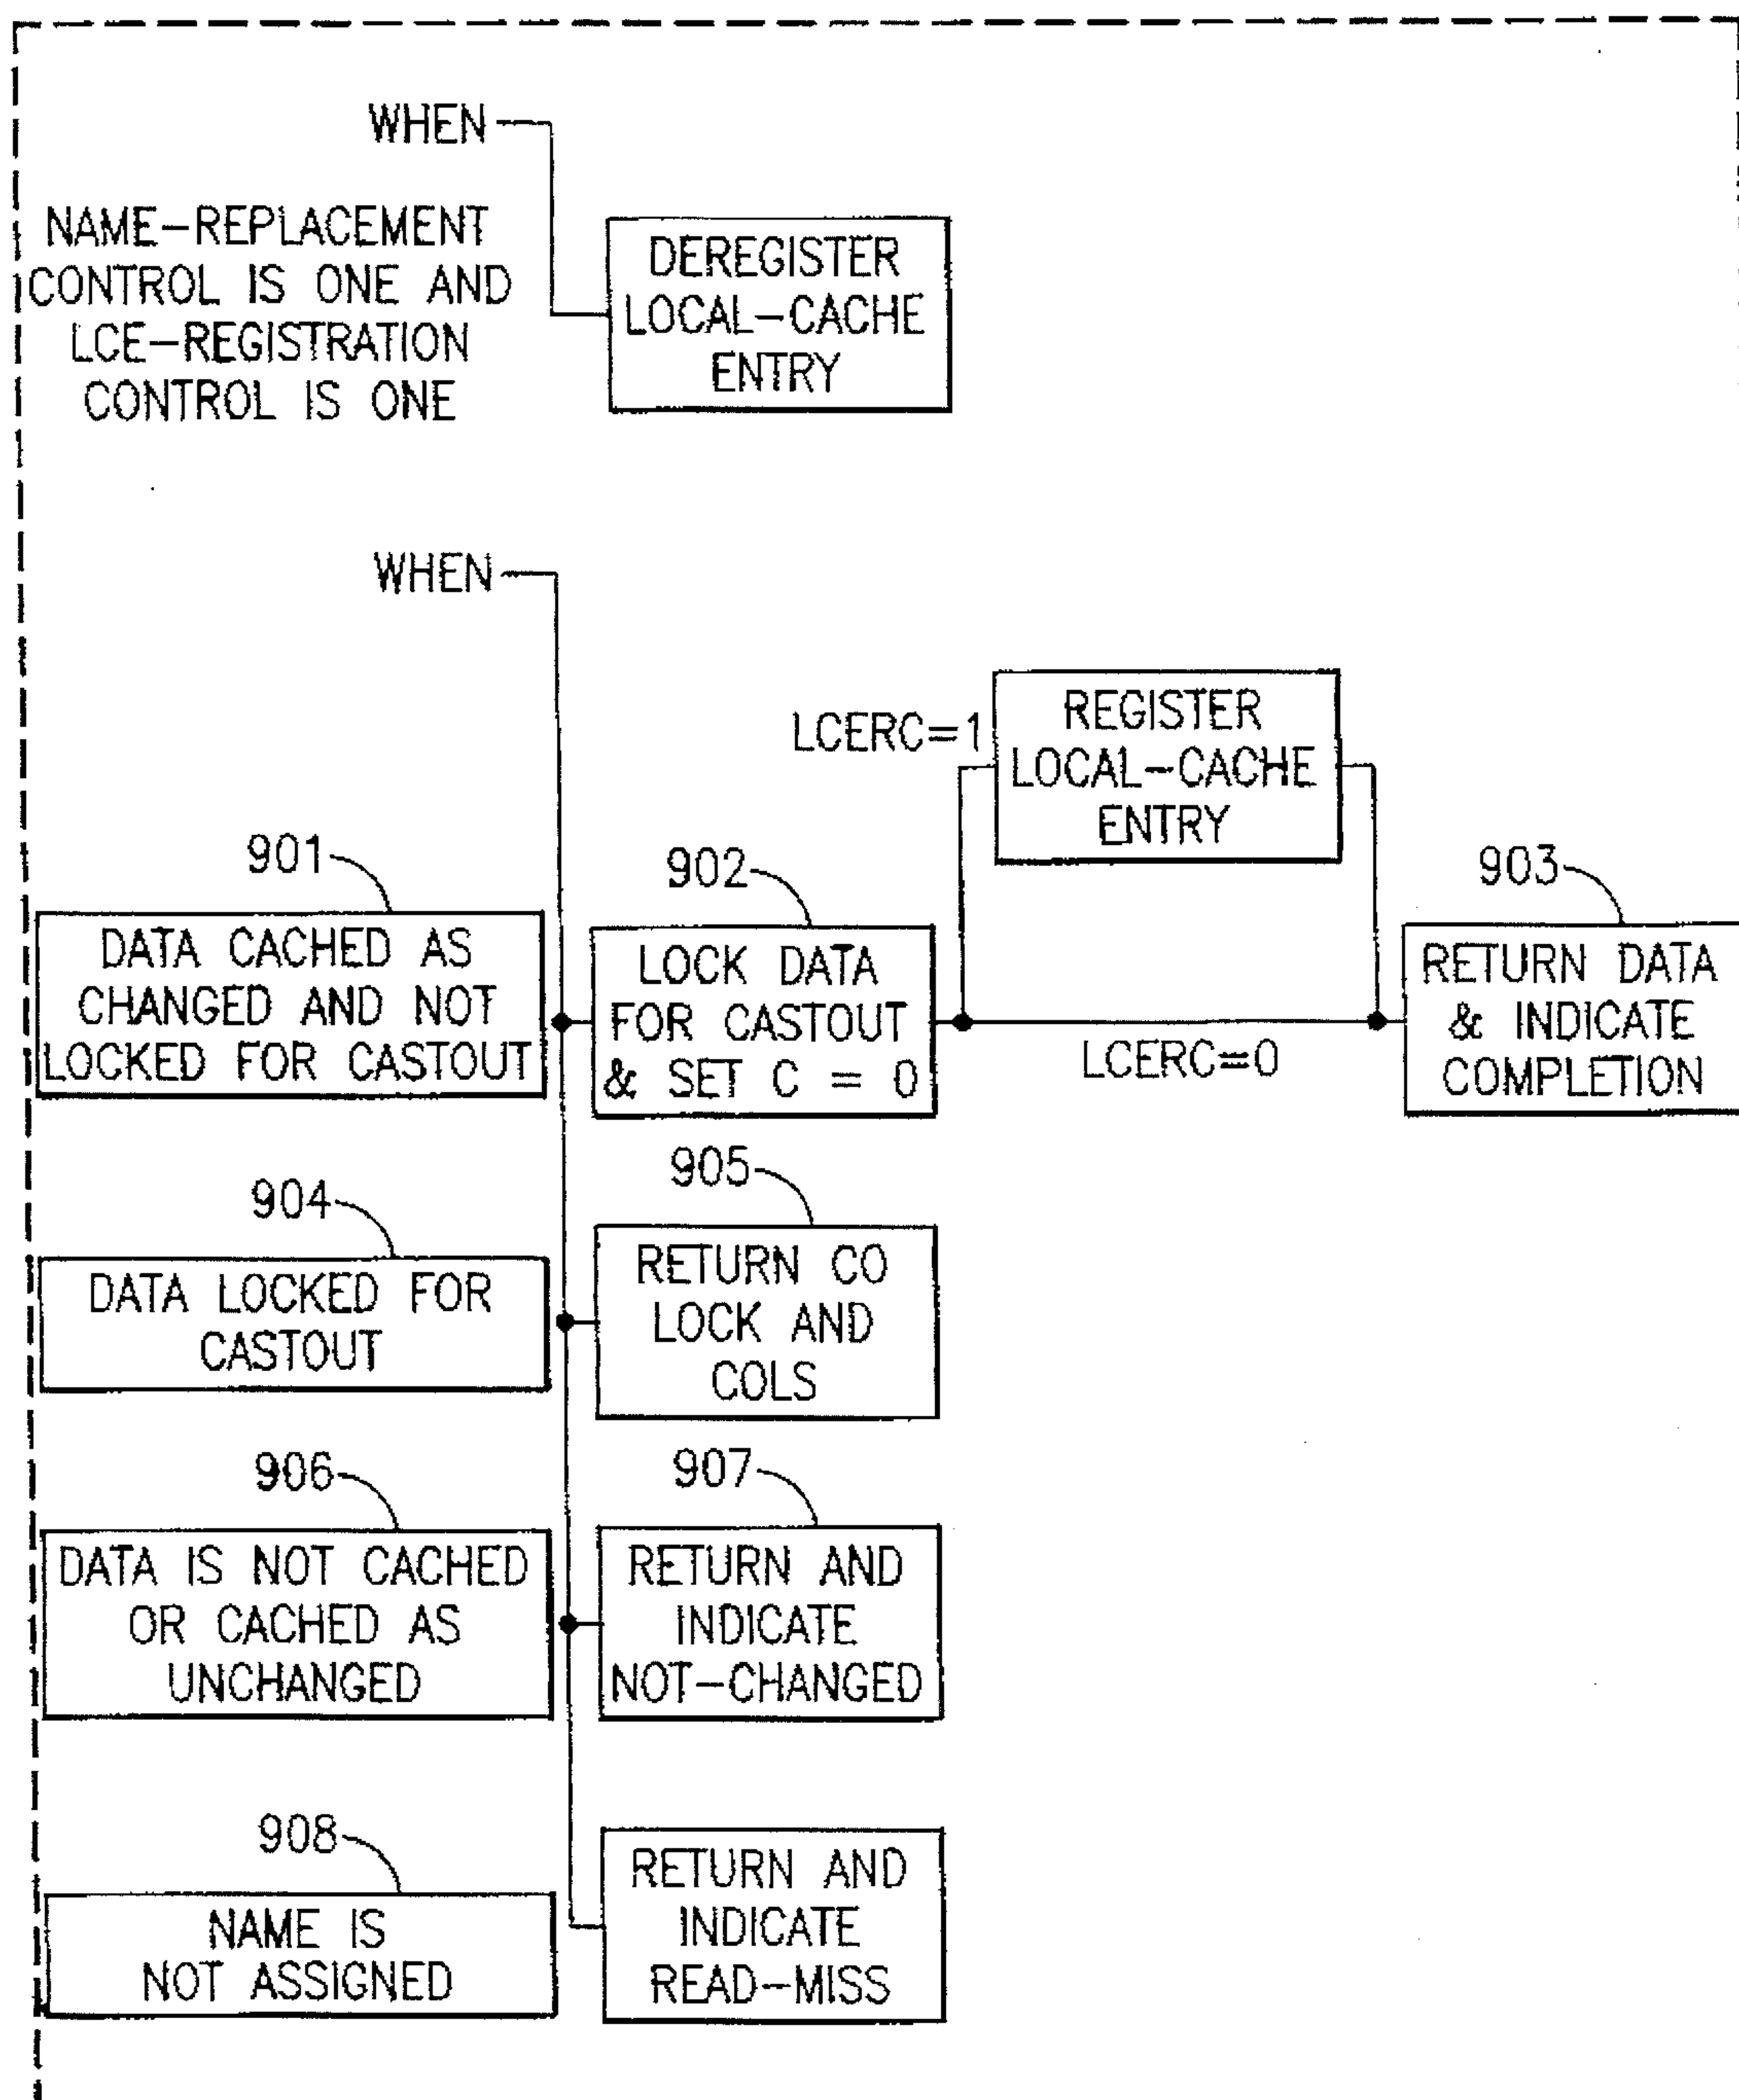 WHEN
NAME-REPLACEMENT
CONTROL IS ONE AND
LCE-REGISTRATION
CONTROL IS ONE
DEREGISTER
LOCAL-CACHE
ENTRY
WHEN
LCERC=1
REGISTER
LOCAL-CACHE
ENTRY
901
DATA CACHED AS
CHANGED AND NOT
LOCKED FOR CASTOUT
902
LOCK DATA
FOR CASTOUT
& SET C = 0
LCERC=0
903
RETURN DATA
& INDICATE
COMPLETION
904
DATA LOCKED FOR
CASTOUT
905
RETURN CO
LOCK AND
COLS
906
DATA IS NOT CACHED
OR CACHED AS
UNCHANGED
907
RETURN AND
INDICATE
NOT-CHANGED
908
NAME IS
NOT ASSIGNED
RETURN AND
INDICATE
READ-MISS